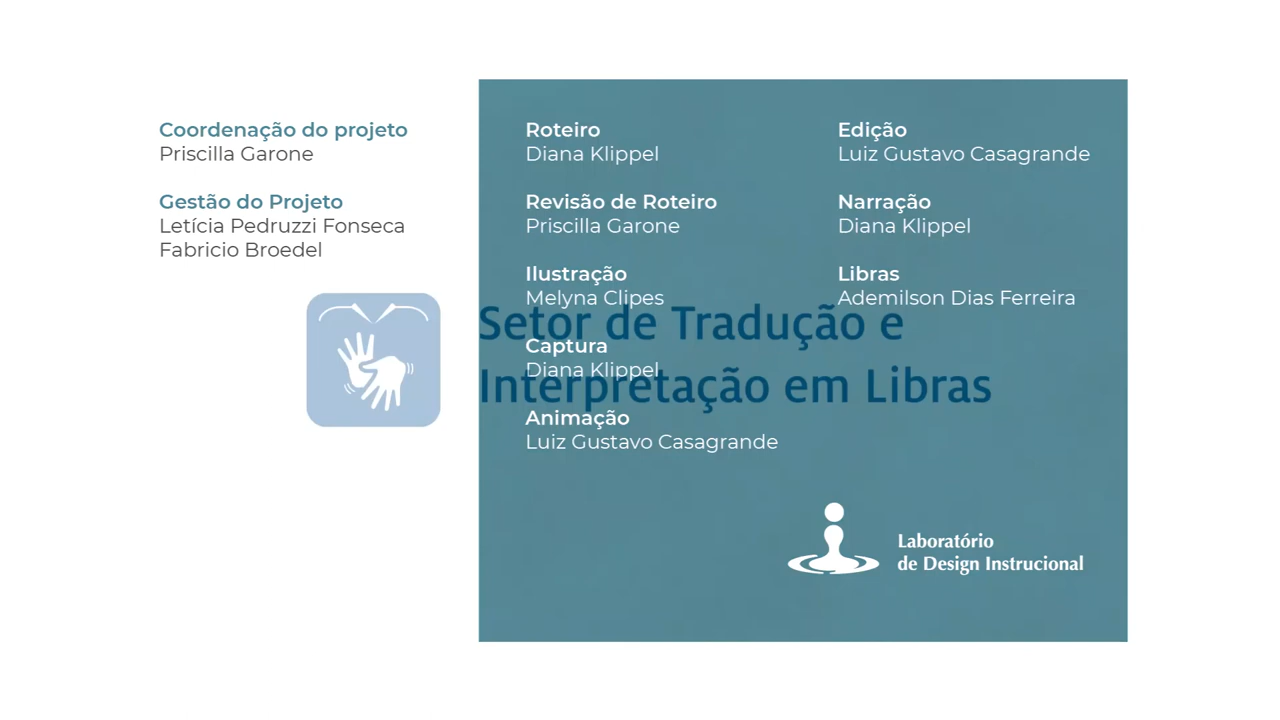 Coordenação do projeto
Priscilla Garone
Gestão do Projeto
Letícia Pedruzzi Fonseca
Fabricio Broedel
Roteiro
Diana Klippel
Revisão de Roteiro
Priscilla Garone
Ilustração
Melyna Clipes
Captura
Diana Klippel
Animação
Luiz Gustavo Casagrande
Edição
Luiz Gustavo Casagrande
Narração
Diana Klippel
Libras
Ademilson Dias Ferreira
Setor de Tradução e
Interpretação em Libras
Laboratório
de Design Instrucional